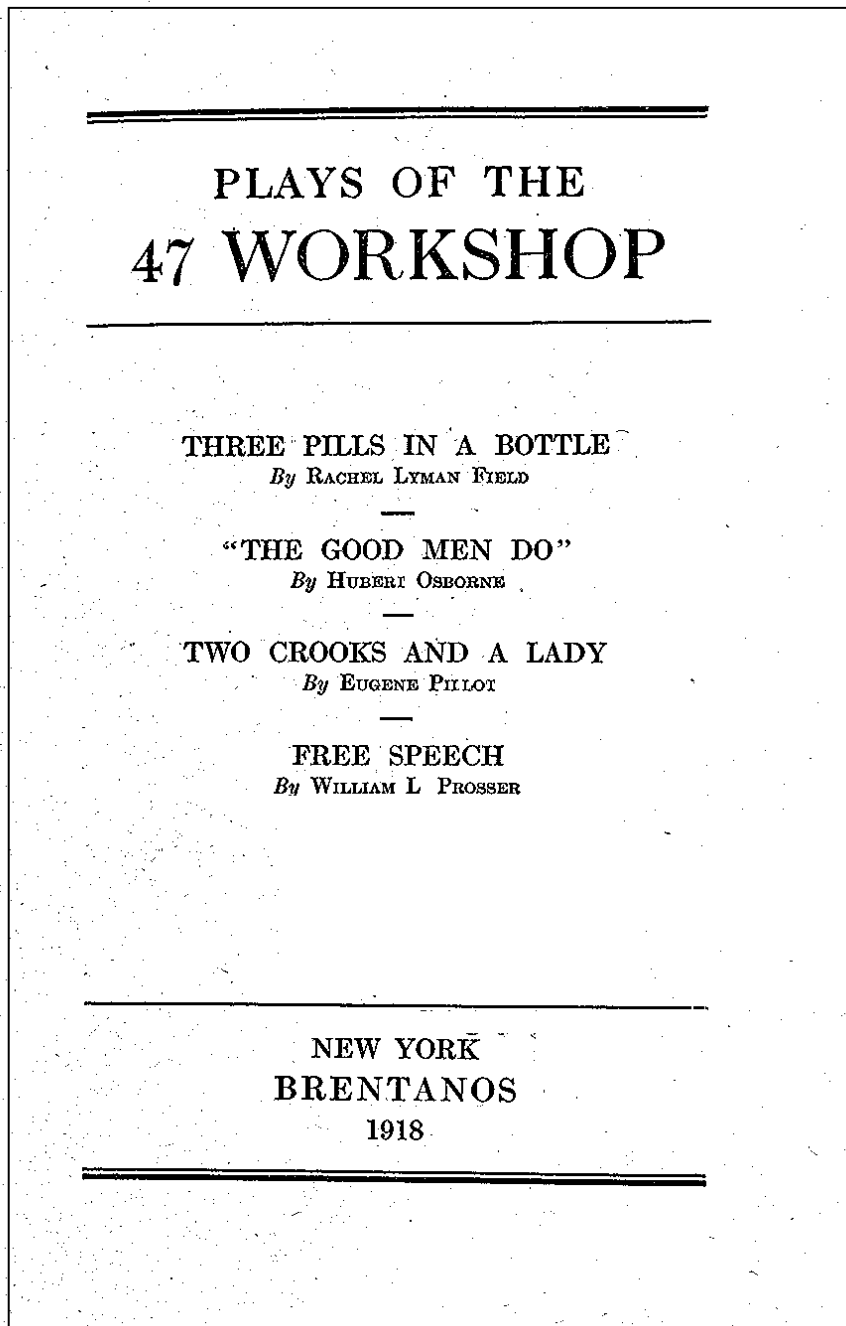 PLAYS OF THE
47 WORKSHOP
THREE PILLS IN A BOTTLE
By RACHEL LYMAN FIELD
"THE GOOD MEN DO"
By HUBERT OSBORNE
TWO CROOKS AND A LADY
By EUGENE PILLOT
FREE SPEECH
By WILLIAM L PROSSER
NEW YORK
BRENTANOS
1918